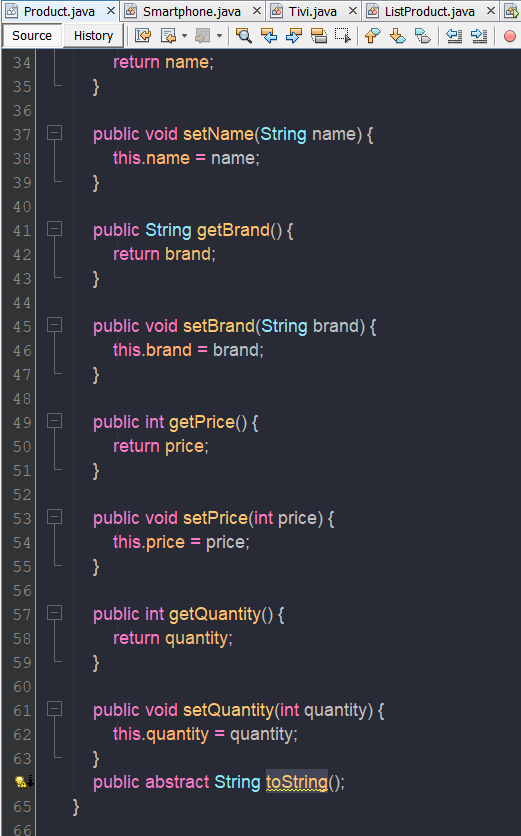 Product.java Smartphone.java Tivi.java ListProduct.java
Source History
34 return name;
35 }
36
37 public void setName(String name) {
38 this.name = name;
39 }
40
41 public String getBrand() {
42 return brand;
43 }
44
45 public void setBrand(String brand) {
46 this.brand = brand;
47 }
48
49 public int getPrice() {
50 return price;
51 }
52
53 public void setPrice(int price) {
54 this.price = price;
55 }
56
57 public int getQuantity() {
58 return quantity;
59 }
60
61 public void setQuantity(int quantity) {
62 this.quantity = quantity;
63 }
public abstract String toString();
65 }
66